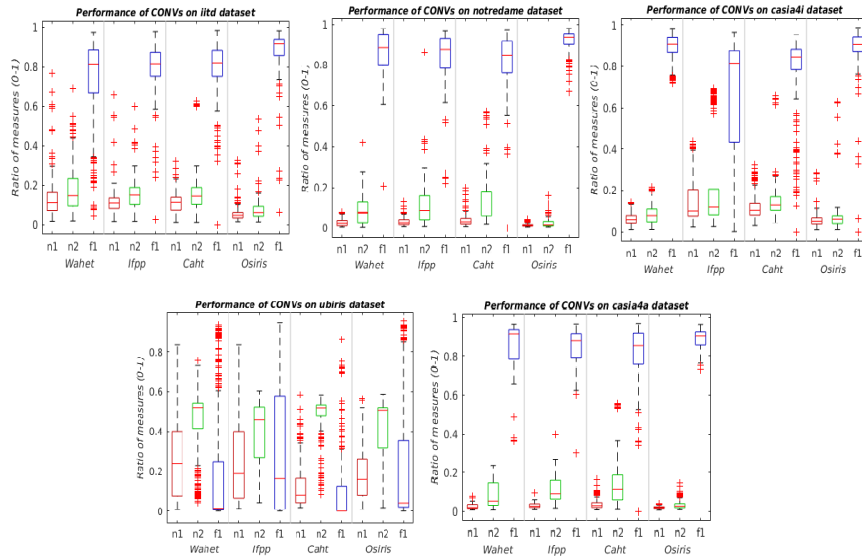 Performance of CONVs on iitd dataset
Ratio of measures (0-1)
1
0.8
0.6
0.4
0.2
0
n1 n2 f1 n1 n2 f1 n1 n2 f1 n1 n2 f1
Wahet Ifpp Caht Osiris
Performance of CONVs on notredame dataset
Ratio of measures (0-1)
1
0.8
0.6
0.4
0.2
0
n1 n2 f1 n1 n2 f1 n1 n2 f1 n1 n2 f1
Wahet Ifpp Caht Osiris
Performance of CONVs on casia4i dataset
Ratio of measures (0-1)
1
0.8
0.6
0.4
0.2
0
n1 n2 f1 n1 n2 f1 n1 n2 f1 n1 n2 f1
Wahet Ifpp Caht Osiris
Performance of CONVs on ubiris dataset
Ratio of measures (0-1)
0.8
0.6
0.4
0.2
0
n1 n2 f1 n1 n2 f1 n1 n2 f1 n1 n2 f1
Wahet Ifpp Caht Osiris
Performance of CONVs on casia4a dataset
Ratio of measures (0-1)
1
0.8
0.6
0.4
0.2
0
n1 n2 f1 n1 n2 f1 n1 n2 f1 n1 n2 f1
Wahet Ifpp Caht Osiris